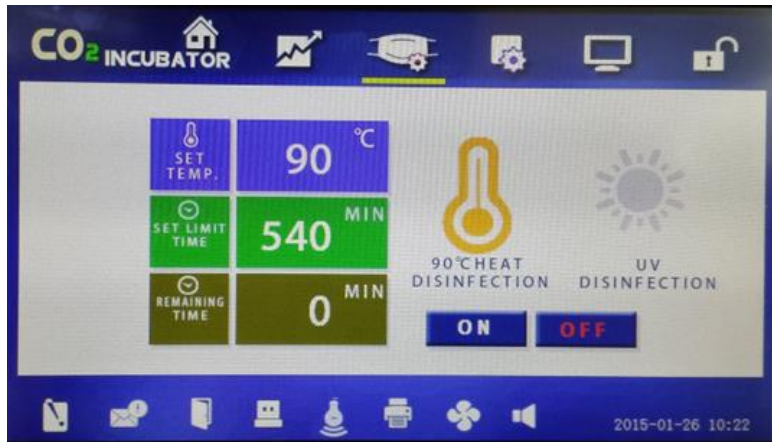 CO2 INCUBATOR
SET TEMP.
90 °C
SET LIMIT TIME
540 MIN
REMAINING TIME
0 MIN
90℃HEAT
DISINFECTION
UV
DISINFECTION
ON
OFF
2015-01-26 10:22